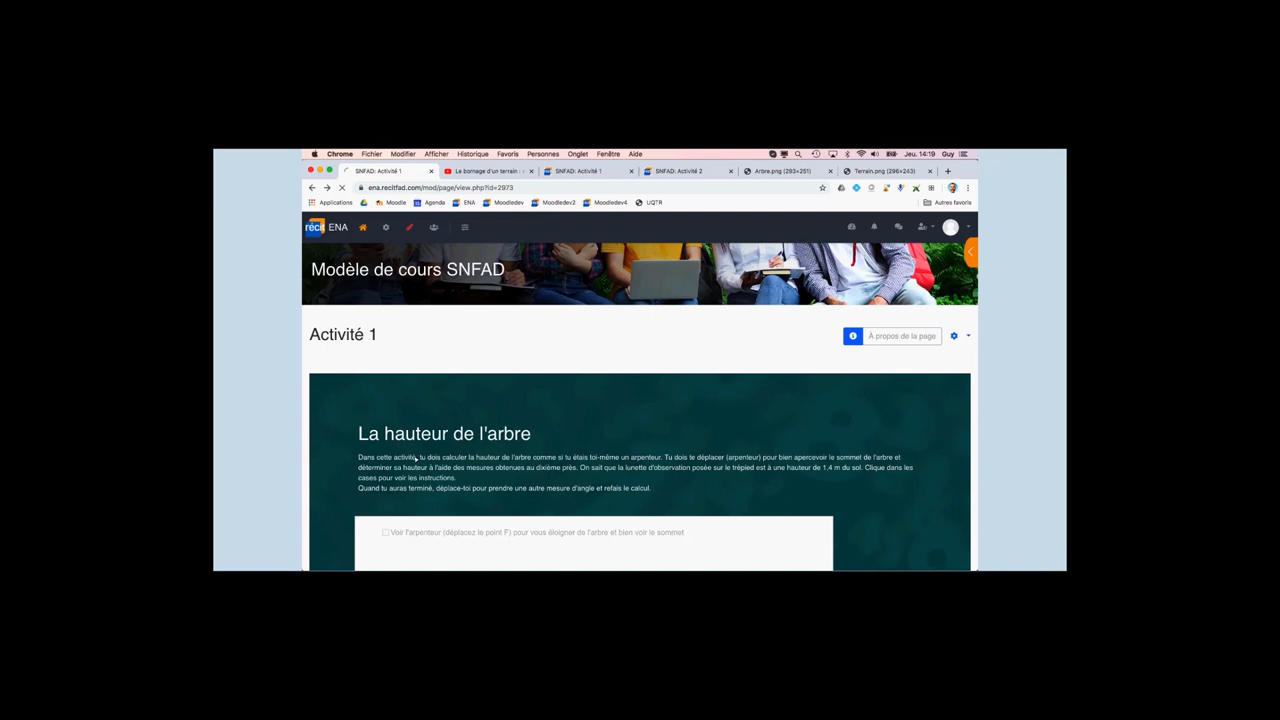 Chrome Fichier Modifier Afficher Historique Favoris Personnes Onglet Fenêtre Aide Jeu. 14:19 Guy
SNFAD: Activité 1 Le bornage d'un terrain : SNFAD: Activité 1 SNFAD: Activité 2 Arbre.png (293×251) Terrain.png (296×243)
ena.recitfad.com/mod/page/view.php?id=2973
Applications Moodle Agenda ENA Moodledev Moodledev2 Moodledev4 UQTR Autres favoris
récit ENA
Modèle de cours SNFAD
Activité 1
À propos de la page
La hauteur de l'arbre
Dans cette activité, tu dois calculer la hauteur de l'arbre comme si tu étais toi-même un arpenteur. Tu dois te déplacer (arpenteur) pour bien apercevoir le sommet de l'arbre et
déterminer sa hauteur à l'aide des mesures obtenues au dixième près. On sait que la lunette d'observation posée sur le trépied est à une hauteur de 1,4 m du sol. Clique dans les
cases pour voir les instructions.
Quand tu auras terminé, déplace-toi pour prendre une autre mesure d'angle et refais le calcul.
Voir l'arpenteur (déplacez le point F) pour vous éloigner de l'arbre et bien voir le sommet